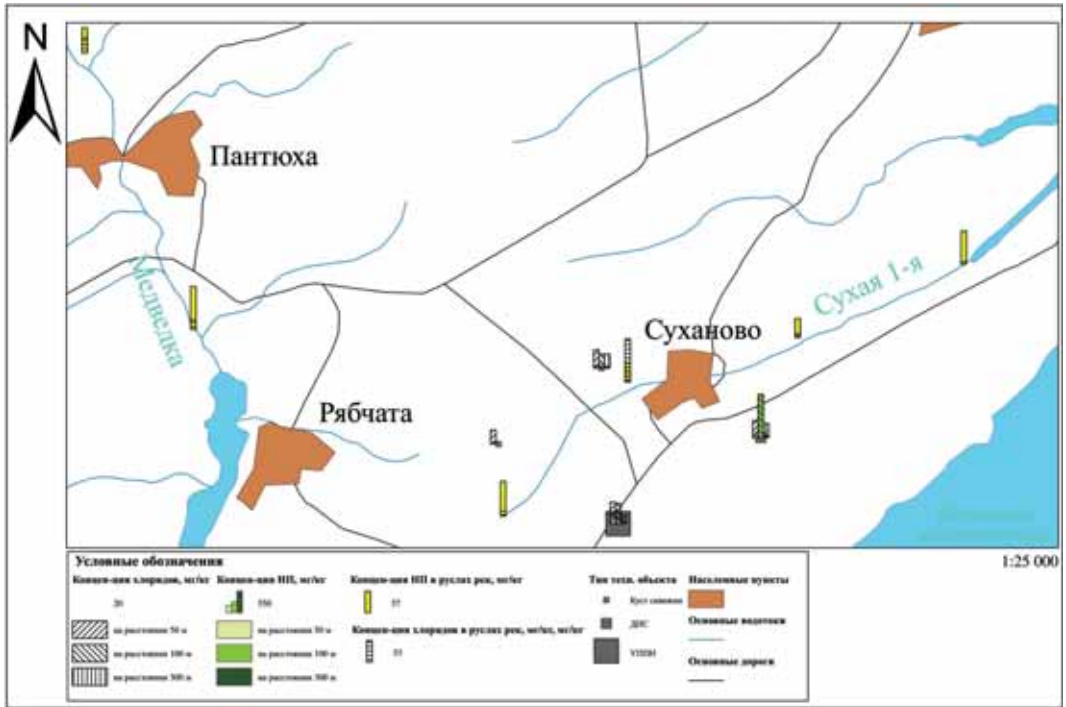 N
Пантюха
Медведка
Сухая 1-я
Суханово
Рябчата
1:25 000
Условные обозначения
Концен-ция хлоридов, мг/кг
20
на расстоянии 50 м
на расстоянии 100 м
на расстоянии 300 м
Концен-ция НП, мг/кг
550
на расстоянии 50 м
на расстоянии 100 м
на расстоянии 300 м
Концен-ция НП в руслах рек, мг/кг
57
Концен-ция хлоридов в руслах рек, мг/кг, мг/кг
Тип техн. объекта
Куст скважин
ДНС
УППН
Населенные пункты
Основные водотоки
Основные дороги